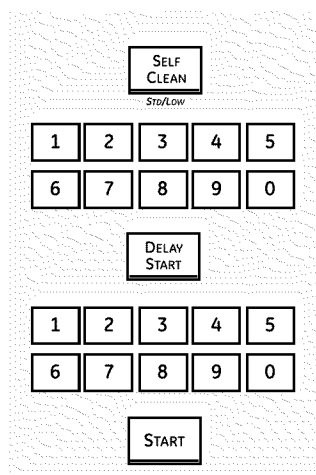 SELF
CLEAN
STD/LOW
1 2 3 4 5
6 7 8 9 0
DELAY
START
1 2 3 4 5
6 7 8 9 0
START